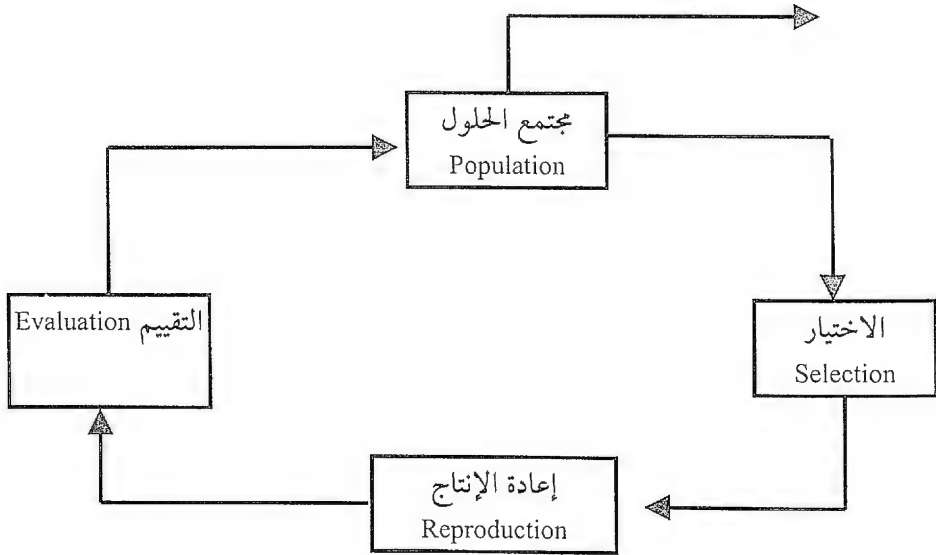 مجتمع الحلول
Population
الاختيار
Selection
إعادة الإنتاج
Reproduction
التقييم Evaluation